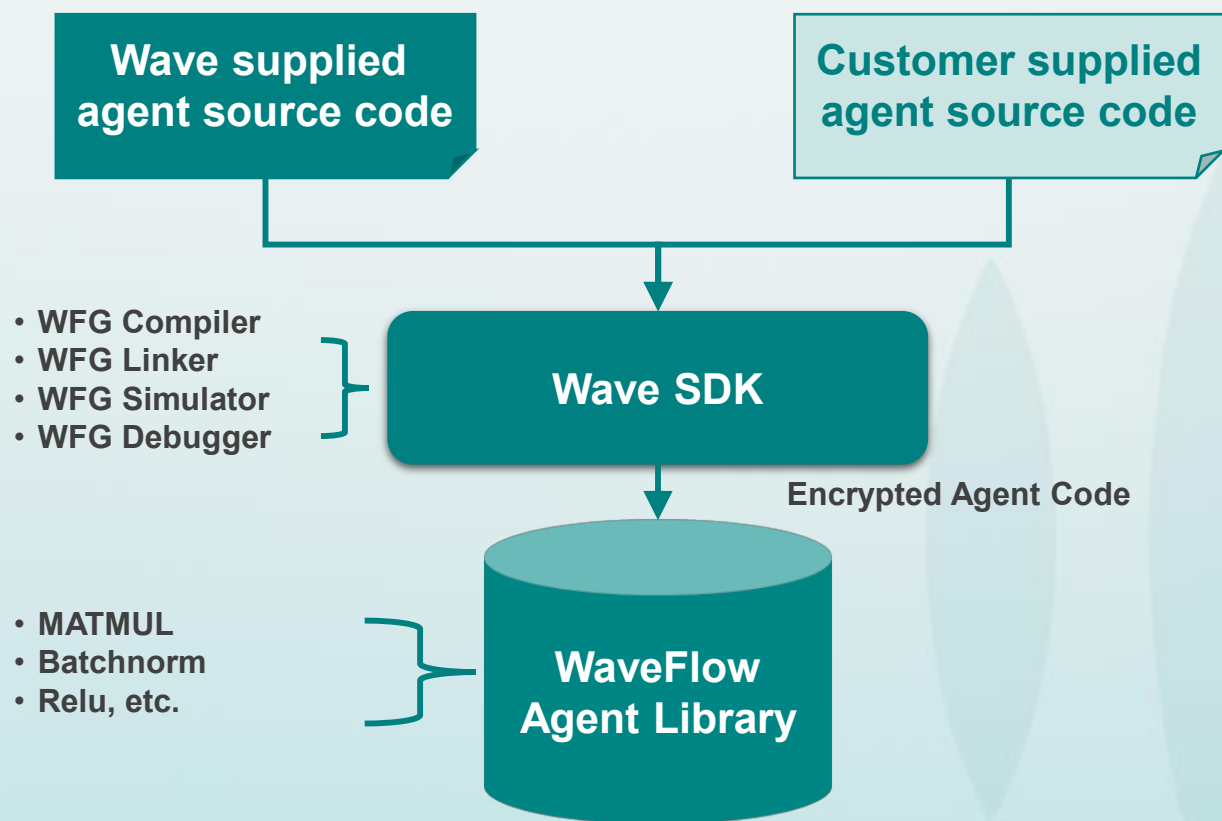 Wave supplied
agent source code
Customer supplied
agent source code
• WFG Compiler
• WFG Linker
• WFG Simulator
• WFG Debugger
Wave SDK
Encrypted Agent Code
• MATMUL
• Batchnorm
• Relu, etc.
WaveFlow
Agent Library